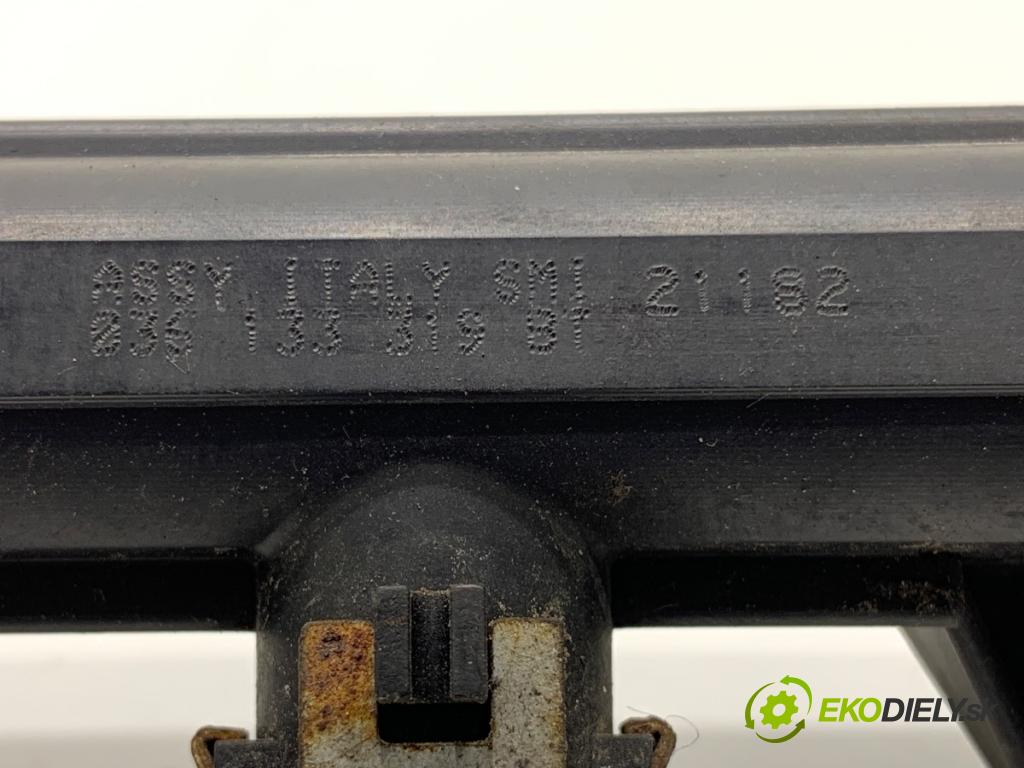 ASSY ITALY SMI 21182
036 133 319 BT
EKODIELY.sk